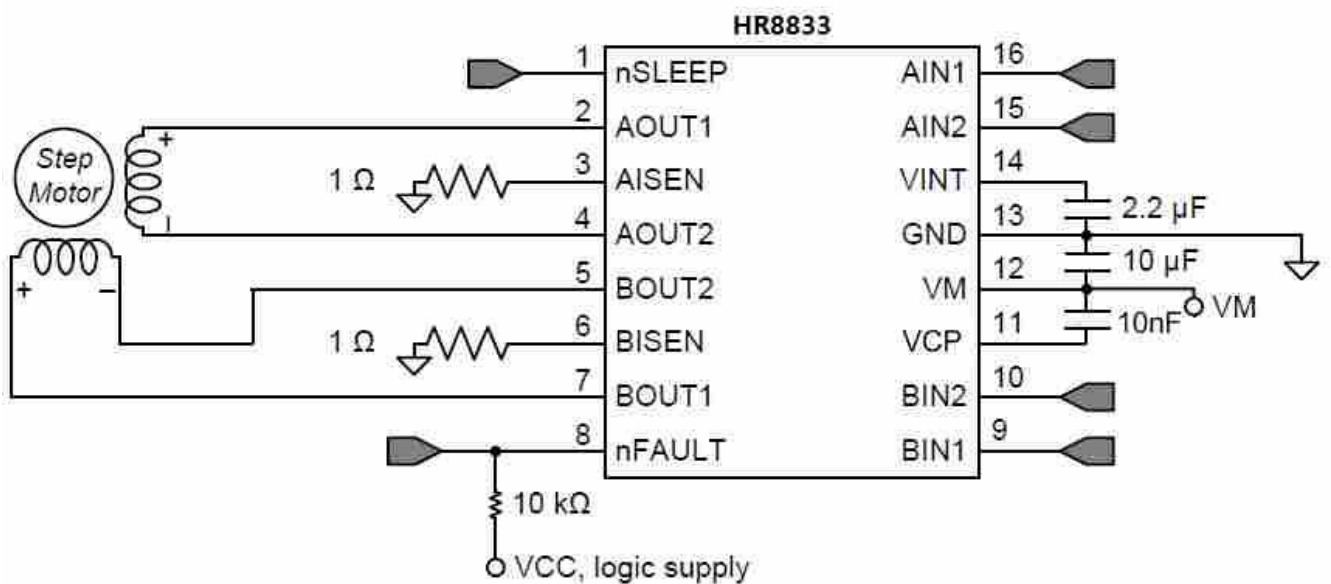 HR8833
1 nSLEEP AIN1 16
2 AOUT1 AIN2 15
Step
Motor
+
−
1 Ω 3 AISEN VINT 14
2.2 µF
4 AOUT2 GND 13
10 µF
+ −
5 BOUT2 VM 12
VM
10nF
1 Ω 6 BISEN VCP 11
7 BOUT1 BIN2 10
8 nFAULT BIN1 9
10 kΩ
VCC, logic supply